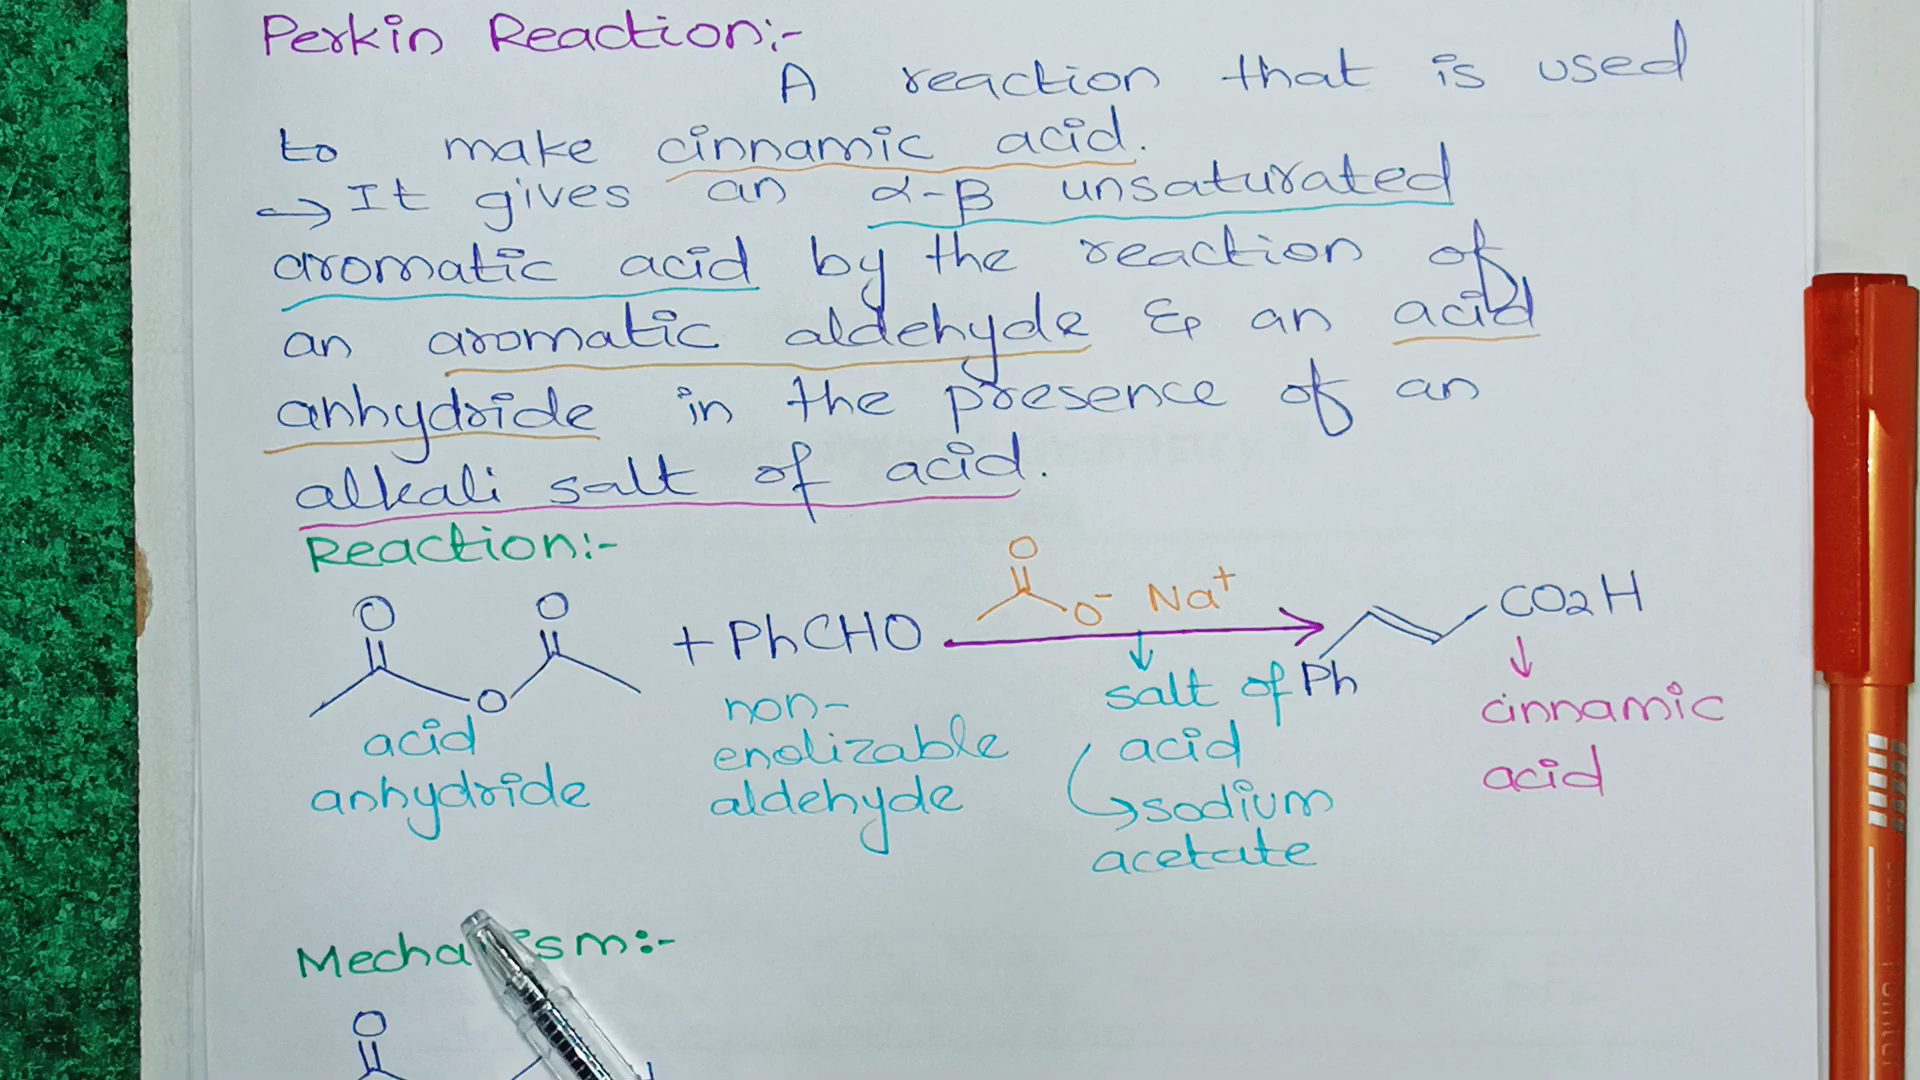 Perkin Reaction:-
A reaction that is used
to make cinnamic acid.
→ It gives an α-β unsaturated
aromatic acid by the reaction of
an aromatic aldehyde & an acid
anhydride in the presence of an
alkali salt of acid.
Reaction:-
O O O
O- Na+
O + PhCHO → Ph CO2H
acid
anhydride
non-
enolizable
aldehyde
salt of
acid
sodium
acetate
cinnamic
acid
Mechanism:-
O